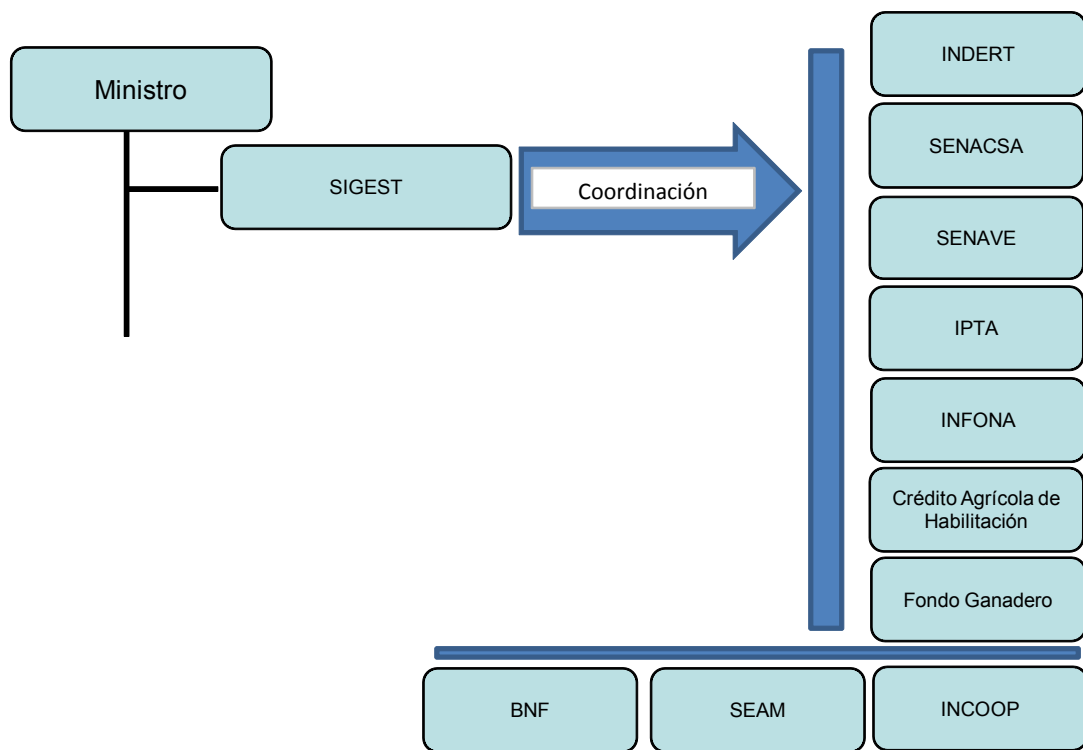 Ministro
SIGEST
Coordinación
INDERT
SENACSA
SENAVE
IPTA
INFONA
Crédito Agrícola de
Habilitación
Fondo Ganadero
BNF
SEAM
INCOOP